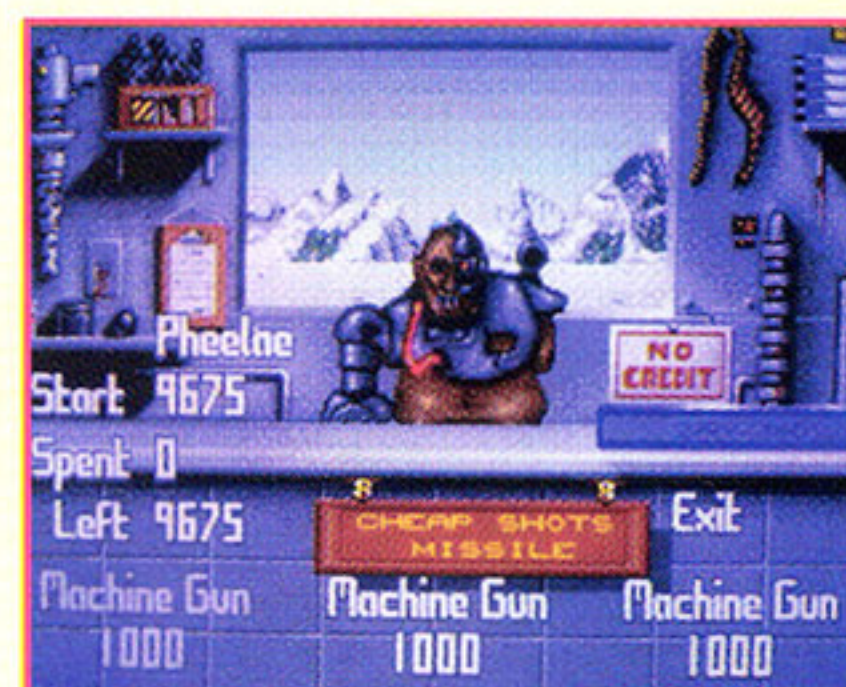 Pheelne
Start 9675
NO
CREDIT
Spent 0
Left 9675
CHEAP SHOTS
MISSILE
Exit
Machine Gun
1000
Machine Gun
1000
Machine Gun
1000